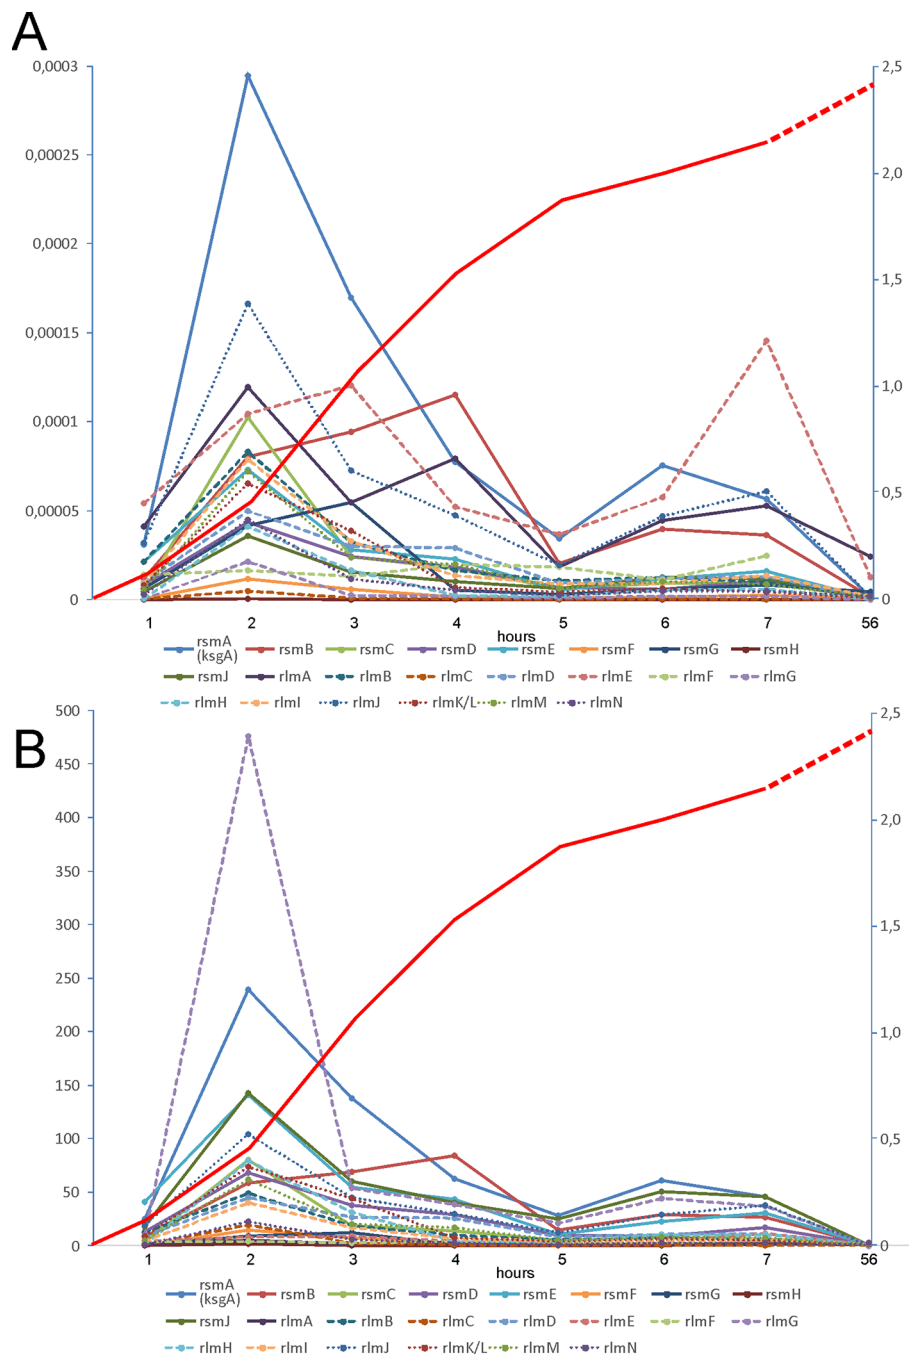 A
0,0003
2,5
0,00025
2,0
0,0002
1,5
0,00015
1,0
0,0001
0,5
0,00005
0
0
1 2 3 4 5 6 7 56
hours
rsmA (ksgA) rsmB rsmC rsmD rsmE rsmF rsmG rsmH
rsmJ rlmA rlmB rlmC rlmD rlmE rlmF rlmG
rlmH rlmI rlmJ rlmK/L rlmM rlmN
B
500
2,5
450
400
2,0
350
300
1,5
250
200
1,0
150
100
0,5
50
0
0
1 2 3 4 5 6 7 56
hours
rsmA (ksgA) rsmB rsmC rsmD rsmE rsmF rsmG rsmH
rsmJ rlmA rlmB rlmC rlmD rlmE rlmF rlmG
rlmH rlmI rlmJ rlmK/L rlmM rlmN